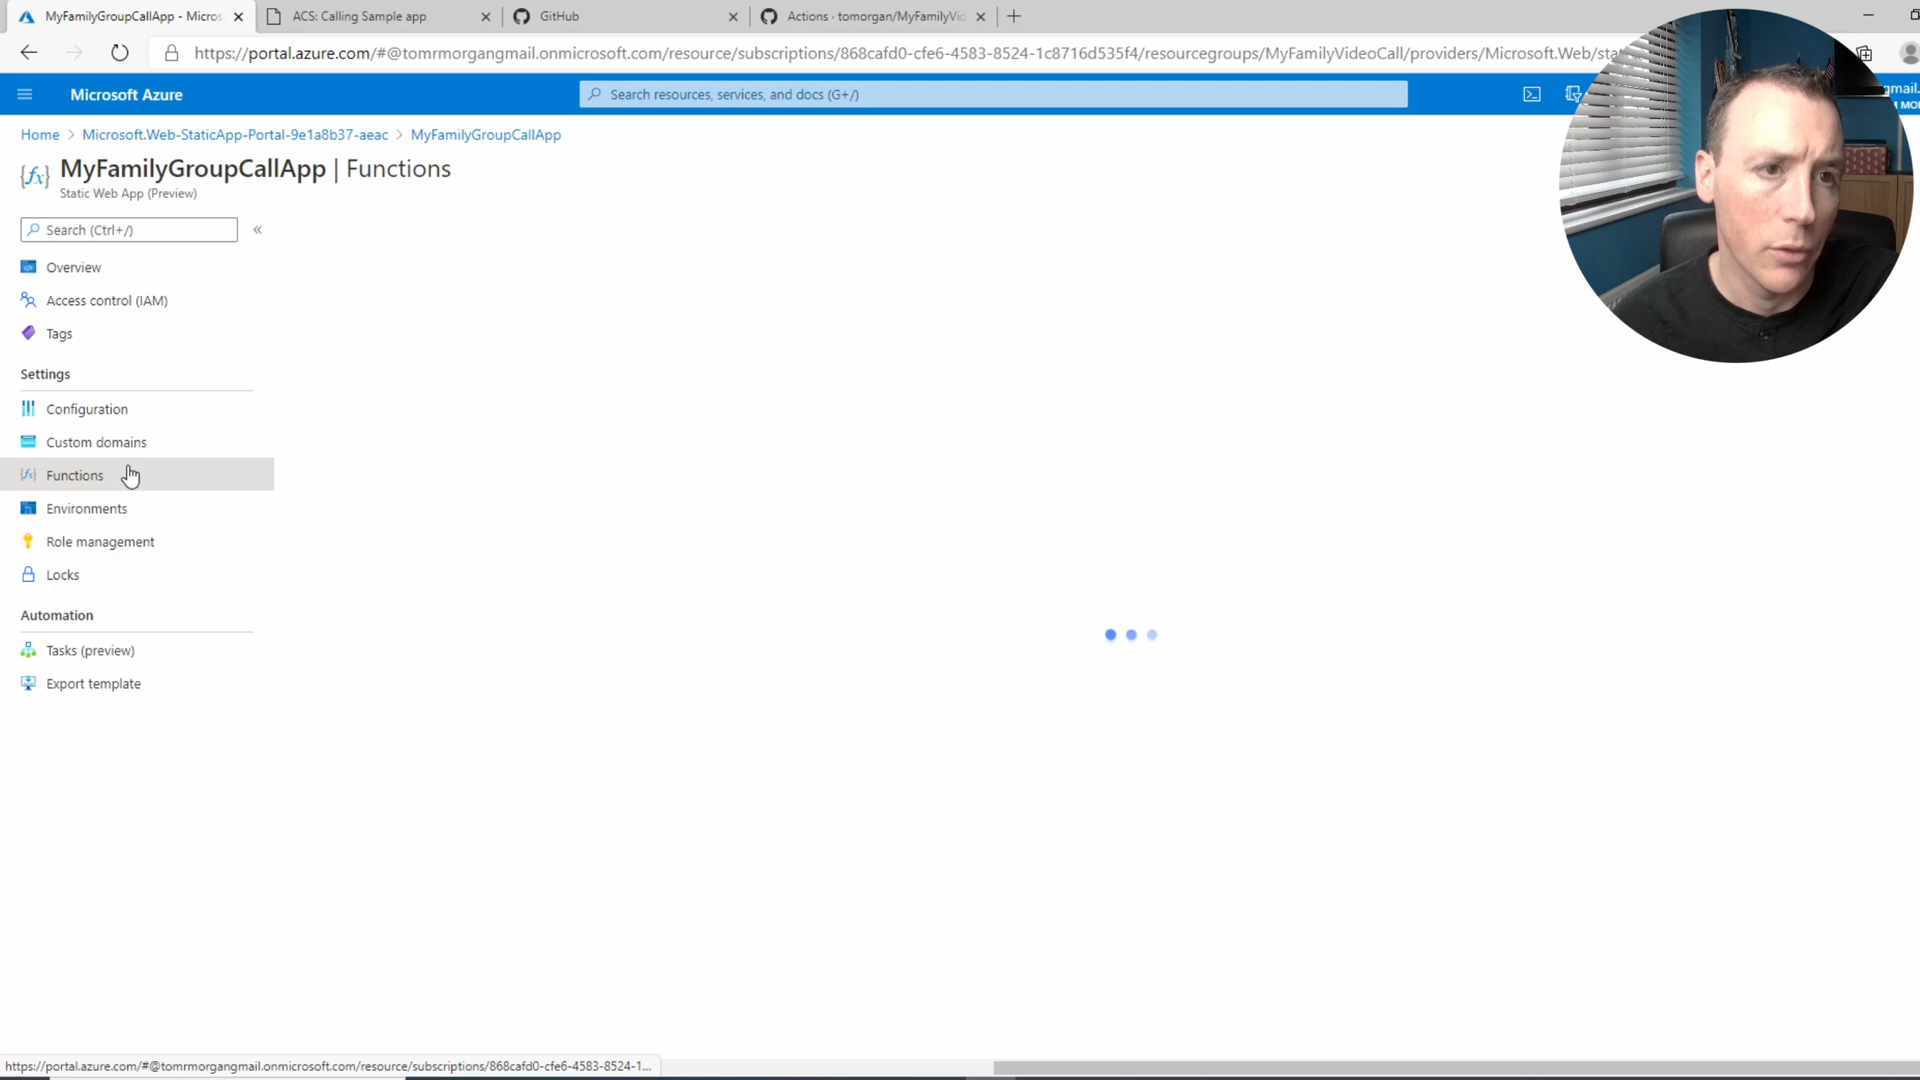 MyFamilyGroupCallApp - Micros
ACS: Calling Sample app
GitHub
Actions · tomorgan/MyFamilyVid
https://portal.azure.com/#@tomrmorgangmail.onmicrosoft.com/resource/subscriptions/868cafd0-cfe6-4583-8524-1c8716d535f4/resourcegroups/MyFamilyVideoCall/providers/Microsoft.Web/sta
Microsoft Azure
Search resources, services, and docs (G+/)
gmail.
Home > Microsoft.Web-StaticApp-Portal-9e1a8b37-aeac > MyFamilyGroupCallApp
MyFamilyGroupCallApp | Functions
Static Web App (Preview)
Search (Ctrl+/)
«
Overview
Access control (IAM)
Tags
Settings
Configuration
Custom domains
Functions
Environments
Role management
Locks
Automation
Tasks (preview)
Export template
https://portal.azure.com/#@tomrmorgangmail.onmicrosoft.com/resource/subscriptions/868cafd0-cfe6-4583-8524-1...